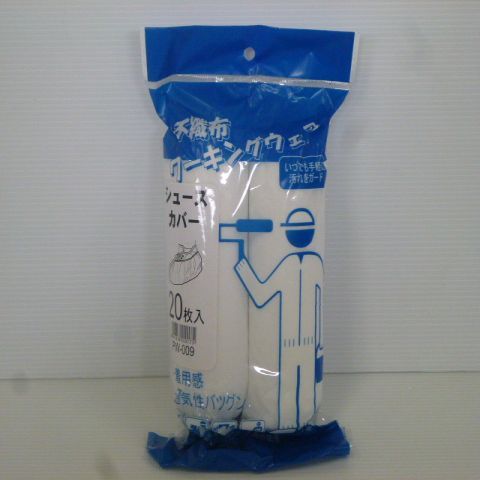 不織布
ワーキングウェア
いつでも手軽に
汚れをガード
シューズ
カバー
20枚入
PW-009
着用感
通気性バツグン